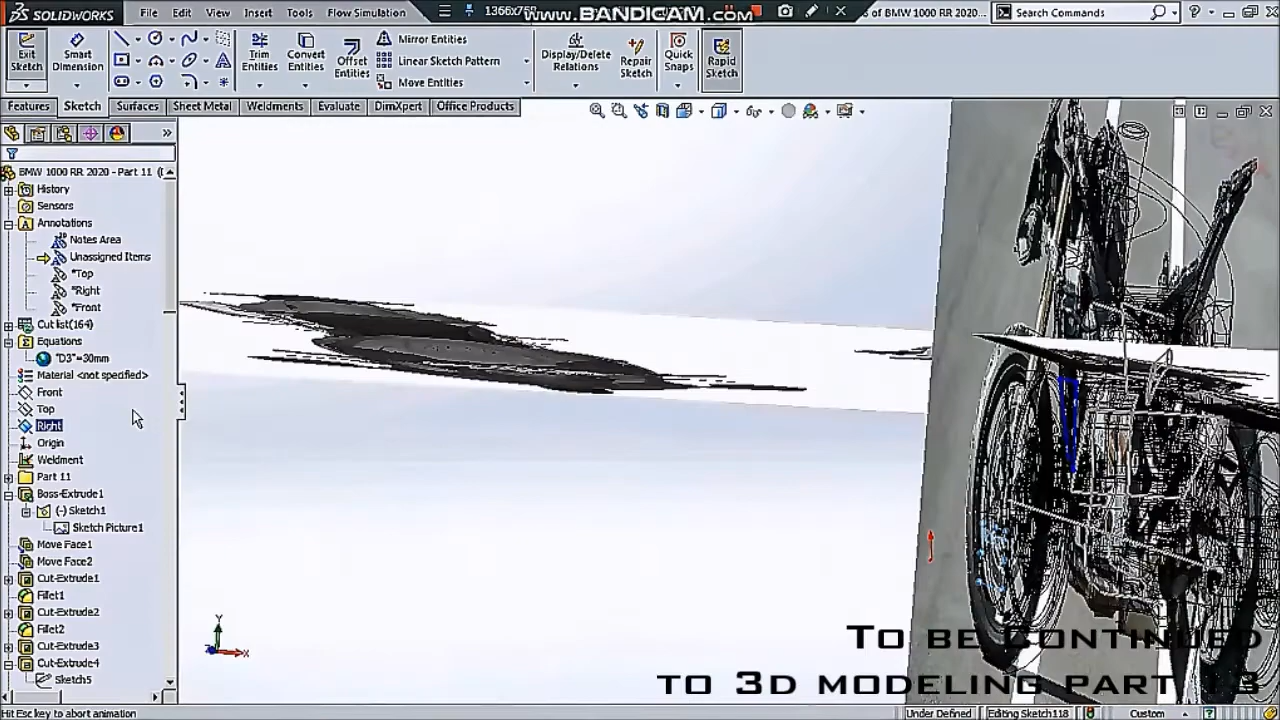 SOLIDWORKS File Edit View Insert Tools Flow Simulation 1366x768 www.BANDICAM.com s of BMW 1000 RR 2020... Search Commands
Exit Sketch
Smart Dimension
Trim Entities
Convert Entities
Offset Entities
Mirror Entities
Linear Sketch Pattern
Move Entities
Display/Delete Relations
Repair Sketch
Quick Snaps
Rapid Sketch
Features Sketch Surfaces Sheet Metal Weldments Evaluate DimXpert Office Products
BMW 1000 RR 2020 - Part 11 (
History
Sensors
Annotations
Notes Area
Unassigned Items
*Top
*Right
*Front
Cut list(164)
Equations
"D3"=30mm
Material <not specified>
Front
Top
Right
Origin
Weldment
Part 11
Boss-Extrude1
(-) Sketch1
Sketch Picture1
Move Face1
Move Face2
Cut-Extrude1
Fillet1
Cut-Extrude2
Fillet2
Cut-Extrude3
Cut-Extrude4
Sketch5
Y
X
To be Continued
to 3d modeling part 13
Hit Esc key to abort animation Under Defined Editing Sketch118 Custom